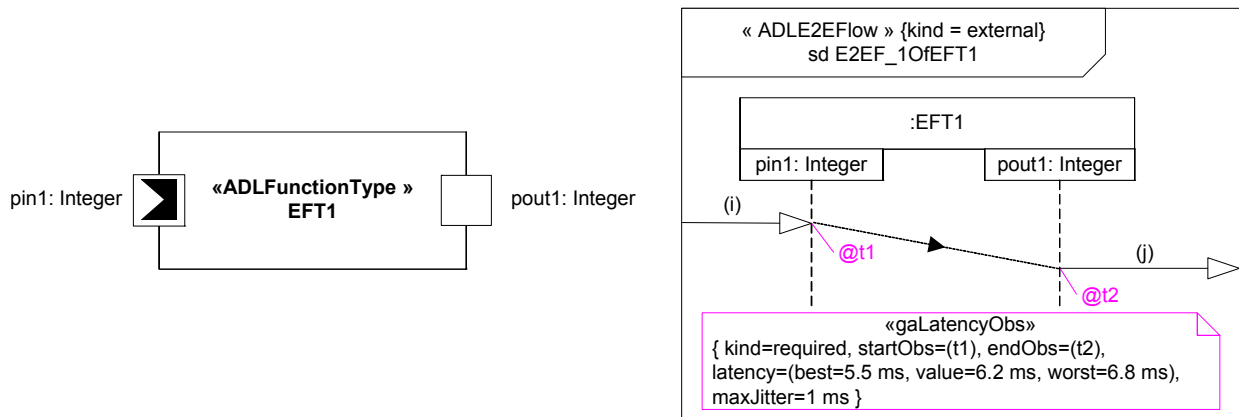 pin1: Integer
«ADLFunctionType »
EFT1
pout1: Integer
« ADLE2EFlow » {kind = external}
sd E2EF_1OfEFT1
:EFT1
pin1: Integer
pout1: Integer
(i)
@t1
(j)
@t2
«gaLatencyObs»
{ kind=required, startObs=(t1), endObs=(t2),
latency=(best=5.5 ms, value=6.2 ms, worst=6.8 ms),
maxJitter=1 ms }